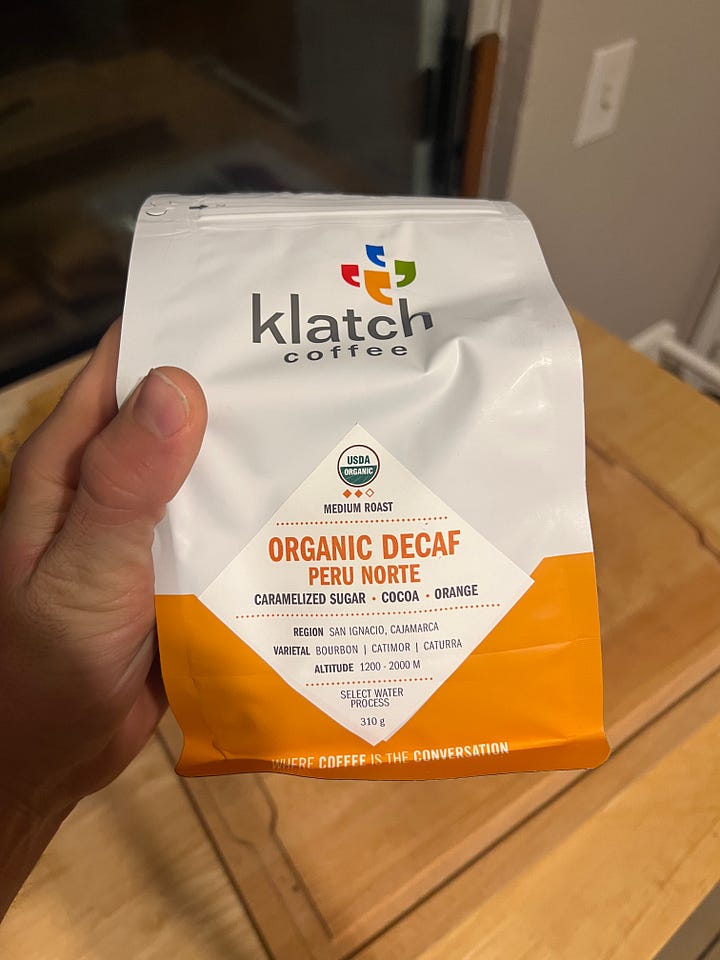 klatch
coffee
USDA
ORGANIC
MEDIUM ROAST
ORGANIC DECAF
PERU NORTE
CARAMELIZED SUGAR • COCOA • ORANGE
REGION SAN IGNACIO, CAJAMARCA
VARIETAL BOURBON | CATIMOR | CATURRA
ALTITUDE 1200 - 2000 M
SELECT WATER
PROCESS
310 g
WHERE COFFEE IS THE CONVERSATION